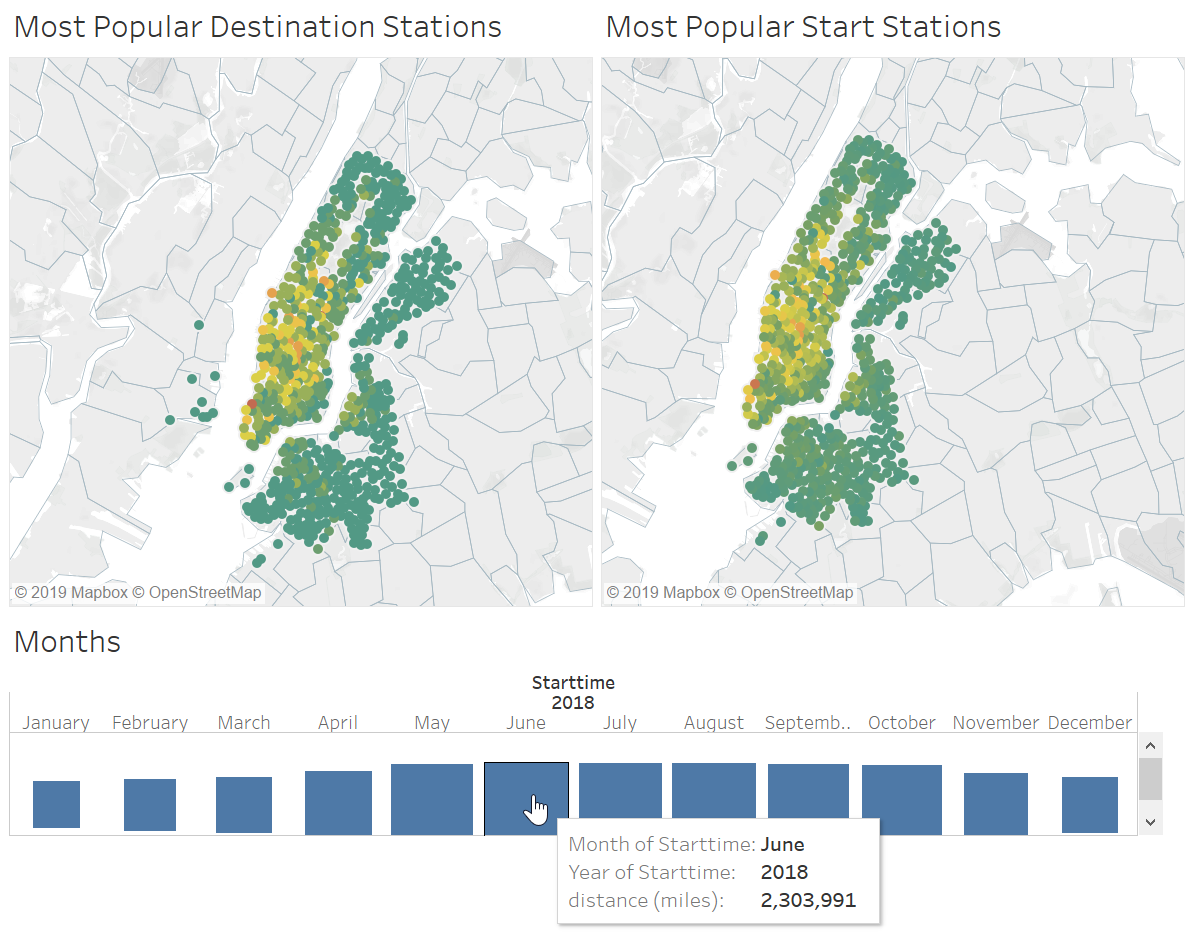 Most Popular Destination Stations
Most Popular Start Stations
© 2019 Mapbox © OpenStreetMap
© 2019 Mapbox © OpenStreetMap
Months
Starttime
2018
January February March April May June July August Septemb.. October November December
Month of Starttime: June
Year of Starttime: 2018
distance (miles): 2,303,991